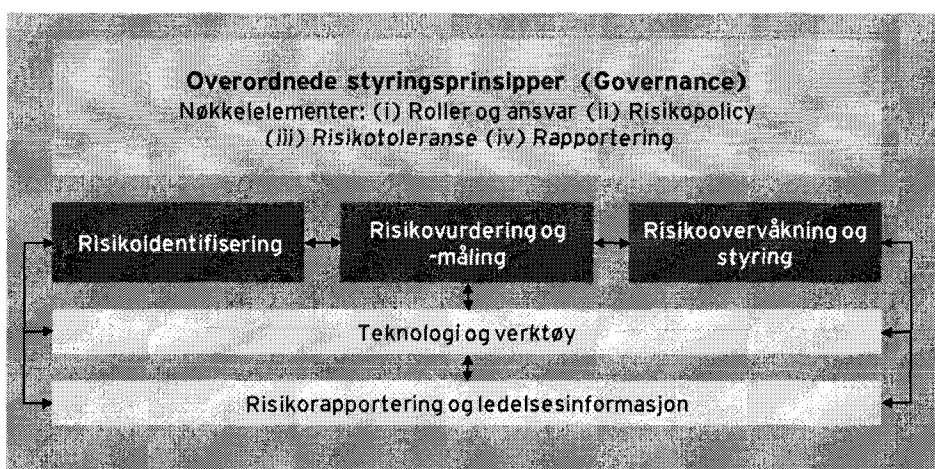 Overordnede styringsprinsipper (Governance)
Nøkkelelementer: (i) Roller og ansvar (ii) Risikopolicy
(iii) Risikotoleranse (iv) Rapportering
Risikoidentifisering
Risikovurdering og
-måling
Risikoovervåkning og
styring
Teknologi og verktøy
Risikorapportering og ledelsesinformasjon